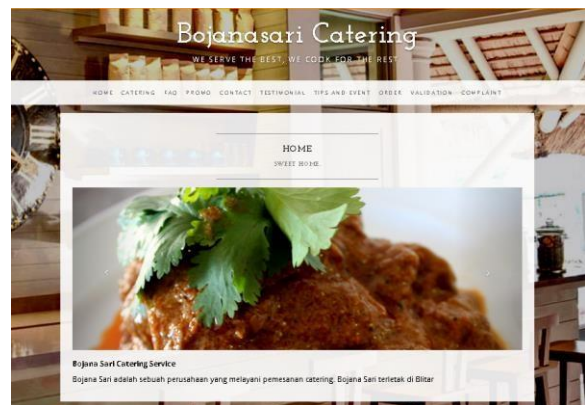 Bojanasari Catering
WE SERVE THE BEST, WE COOK FOR THE REST
HOME CATERING FAQ PROMO CONTACT TESTIMONIAL TIPS AND EVENT ORDER VALIDATION COMPLAINT
HOME
SWEET HOME
Bojana Sari Catering Service
Bojana Sari adalah sebuah perusahaan yang melayani pemesanan catering. Bojana Sari terletak di Blitar